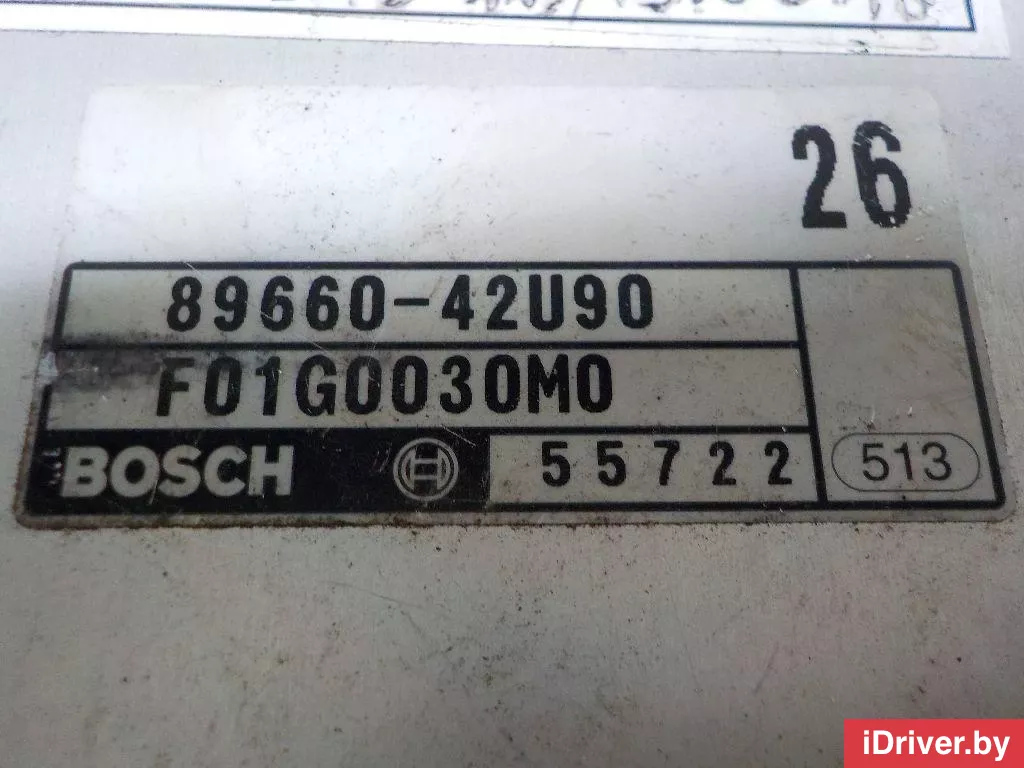 26
89660-42U90
F01G0030M0
BOSCH 55722 513
iDriver.by